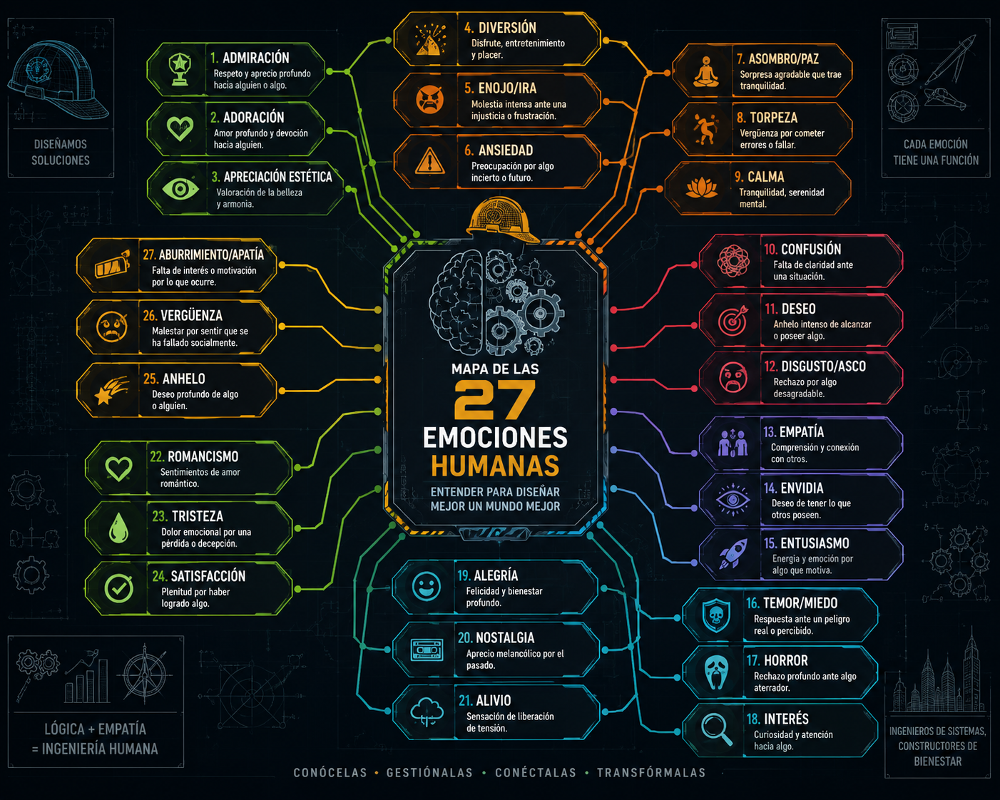 DISEÑAMOS
SOLUCIONES
1. ADMIRACIÓN
Respeto y aprecio profundo
hacia alguien o algo.
2. ADORACIÓN
Amor profundo y devoción
hacia alguien.
3. APRECIACIÓN ESTÉTICA
Valoración de la belleza
y armonia.
4. DIVERSIÓN
Disfrute, entretenimiento
y placer.
5. ENOJO/IRA
Molestia intensa ante una
injusticia o frustración.
6. ANSIEDAD
Preocupación por algo
incierto o futuro.
7. ASOMBRO/PAZ
Sorpresa agradable que trae
tranquilidad.
8. TORPEZA
Vergüenza por cometer
errores o fallar.
9. CALMA
Tranquilidad, serenidad
mental.
CADA EMOCIÓN
TIENE UNA FUNCIÓN
27. ABURRIMIENTO/APATÍA
Falta de interés o motivación
por lo que ocurre.
26. VERGÜENZA
Malestar por sentir que se
ha fallado socialmente.
25. ANHELO
Deseo profundo de algo
o alguien.
22. ROMANCISMO
Sentimientos de amor
romántico.
23. TRISTEZA
Dolor emocional por una
pérdida o decepción.
24. SATISFACCIÓN
Plenitud por haber
logrado algo.
MAPA DE LAS
27
EMOCIONES
HUMANAS
ENTENDER PARA DISEÑAR
MEJOR UN MUNDO MEJOR
10. CONFUSIÓN
Falta de claridad ante
una situación.
11. DESEO
Anhelo intenso de alcanzar
o poseer algo.
12. DISGUSTO/ASCO
Rechazo por algo
desagradable.
13. EMPATÍA
Comprensión y conexión
con otros.
14. ENVIDIA
Deseo de tener lo que
otros poseen.
15. ENTUSIASMO
Energia y emoción por
algo que motiva.
16. TEMOR/MIEDO
Respuesta ante un peligro
real o percibido.
17. HORROR
Rechazo profundo ante algo
aterrador.
18. INTERÉS
Curiosidad y atención
hacia algo.
19. ALEGRÍA
Felicidad y bienestar
profundo.
20. NOSTALGIA
Aprecio melancólico por el
pasado.
21. ALIVIO
Sensación de liberación
de tensión.
LÓGICA + EMPATÍA
= INGENIERÍA HUMANA
INGENIEROS DE SISTEMAS,
CONSTRUCTORES DE
BIENESTAR
CONÓCELAS • GESTIÓNALAS • CONÉCTALAS • TRANSFÓRMALAS